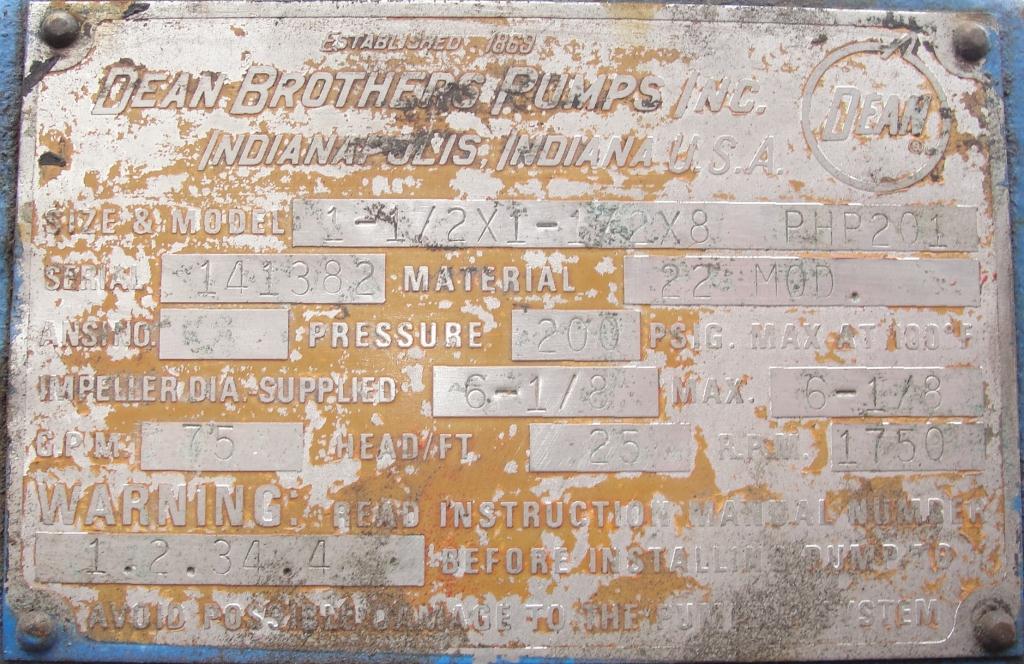 ESTABLISHED 1869
DEAN BROTHERS PUMPS INC.
DEAN
®
INDIANAPOLIS, INDIANA U.S.A.
SIZE & MODEL 1-1/2X1-1/2X8 PHP201
SERIAL 141382 MATERIAL 22 MOD.
ANSI NO. PRESSURE 200 PSIG. MAX AT 100°F
IMPELLER DIA.-SUPPLIED 6-1/8 MAX. 6-1/8
G.P.M. 75 HEAD/FT. 25 R.P.M. 1750
WARNING: READ INSTRUCTION MANUAL NUMBER
1.2.34.4 BEFORE INSTALLING PUMP TO
AVOID POSSIBLE DAMAGE TO THE PUMP OR SYSTEM